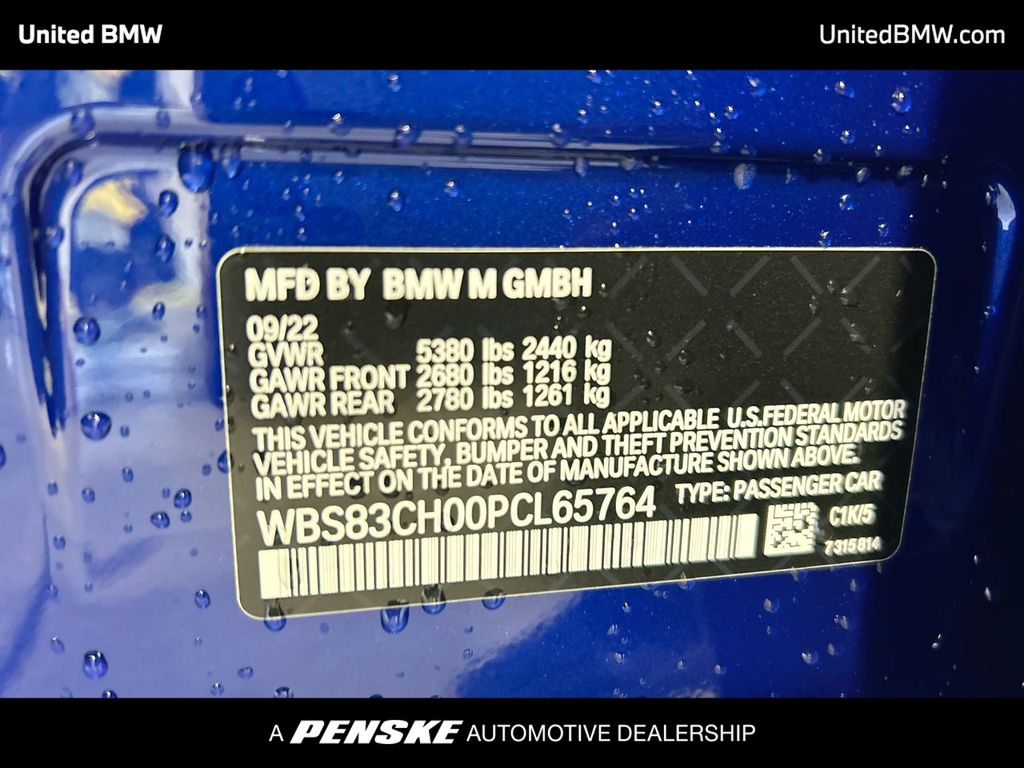 United BMW
UnitedBMW.com
MFD BY BMW M GMBH
09/22
GVWR 5380 lbs 2440 kg
GAWR FRONT 2680 lbs 1216 kg
GAWR REAR 2780 lbs 1261 kg
THIS VEHICLE CONFORMS TO ALL APPLICABLE U.S.FEDERAL MOTOR
VEHICLE SAFETY, BUMPER AND THEFT PREVENTION STANDARDS
IN EFFECT ON THE DATE OF MANUFACTURE SHOWN ABOVE.
WBS83CH00PCL65764 TYPE: PASSENGER CAR
C1K/5
7315814
A PENSKE AUTOMOTIVE DEALERSHIP